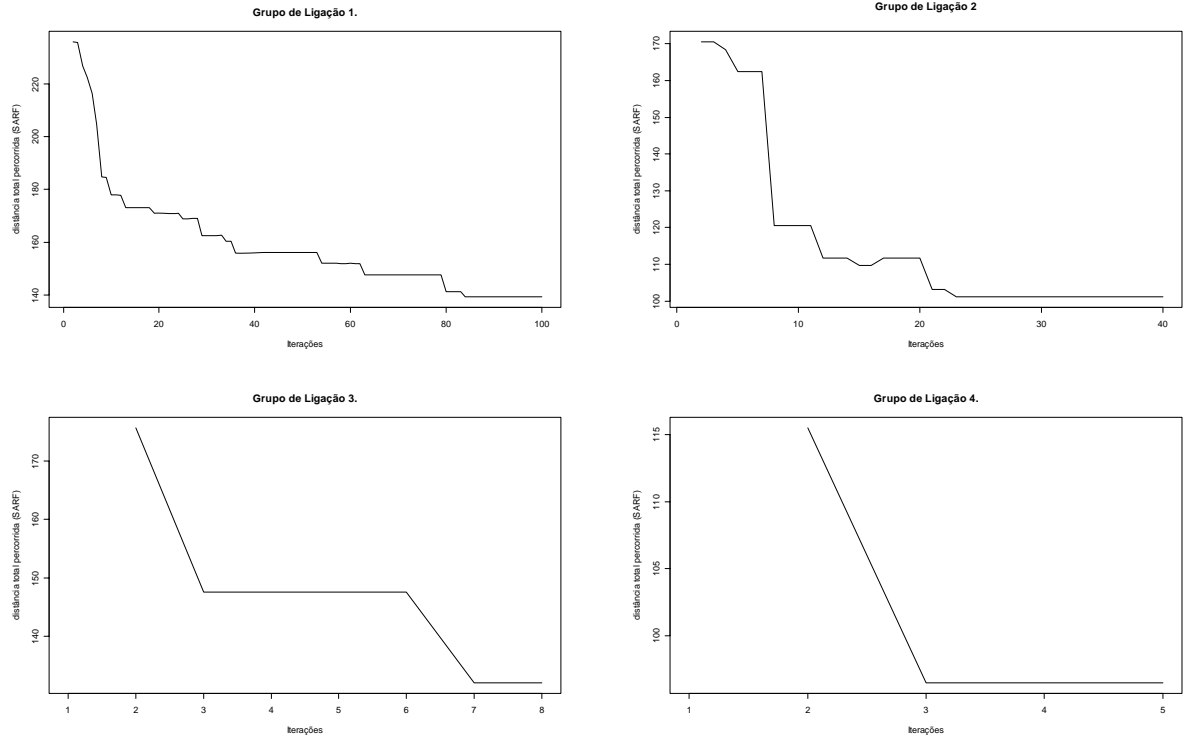 Grupo de Ligação 1.
distância total percorrida (SARF)
220
200
180
160
140
0 20 40 60 80 100
Iterações
Grupo de Ligação 2
distância total percorrida (SARF)
170
160
150
140
130
120
110
100
0 10 20 30 40
Iterações
Grupo de Ligação 3.
distância total percorrida (SARF)
170
160
150
140
1 2 3 4 5 6 7 8
Iterações
Grupo de Ligação 4.
distância total percorrida (SARF)
115
110
105
100
1 2 3 4 5
Iterações